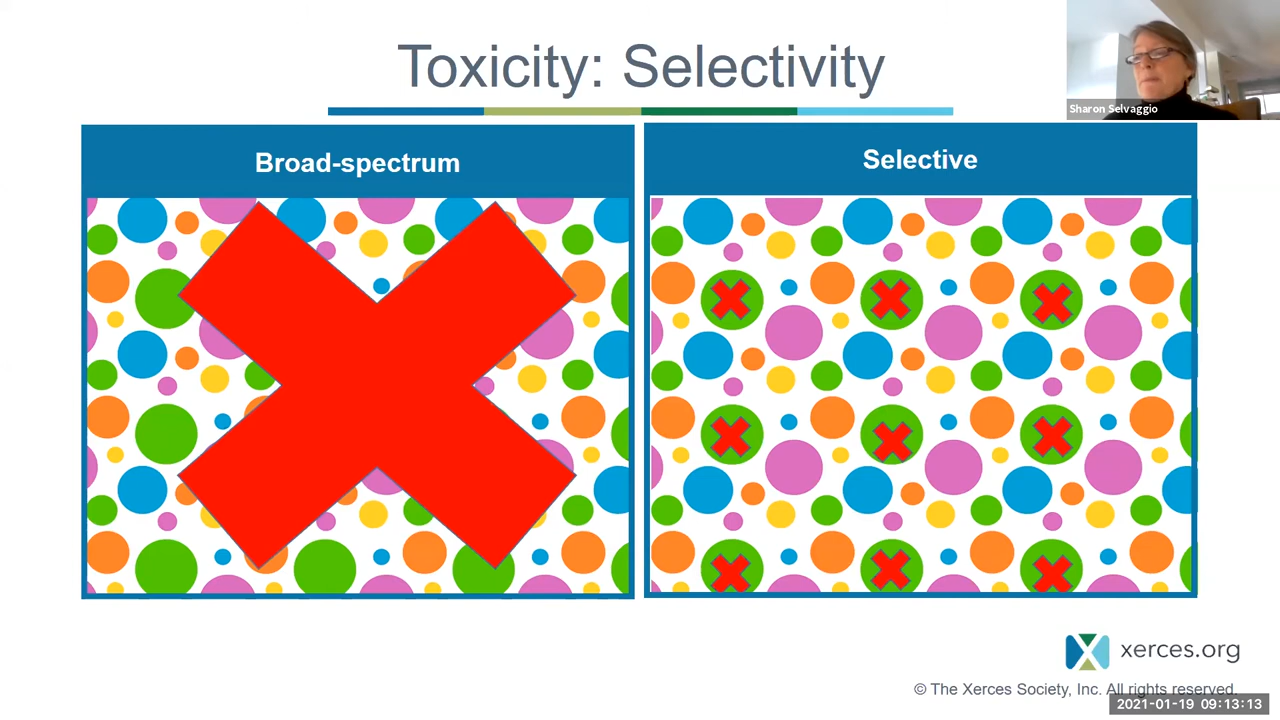 Toxicity: Selectivity
Sharon Selvaggio
Broad-spectrum
Selective
xerces.org
© The Xerces Society, Inc. All rights reserved.
2021-01-19 09:13:13